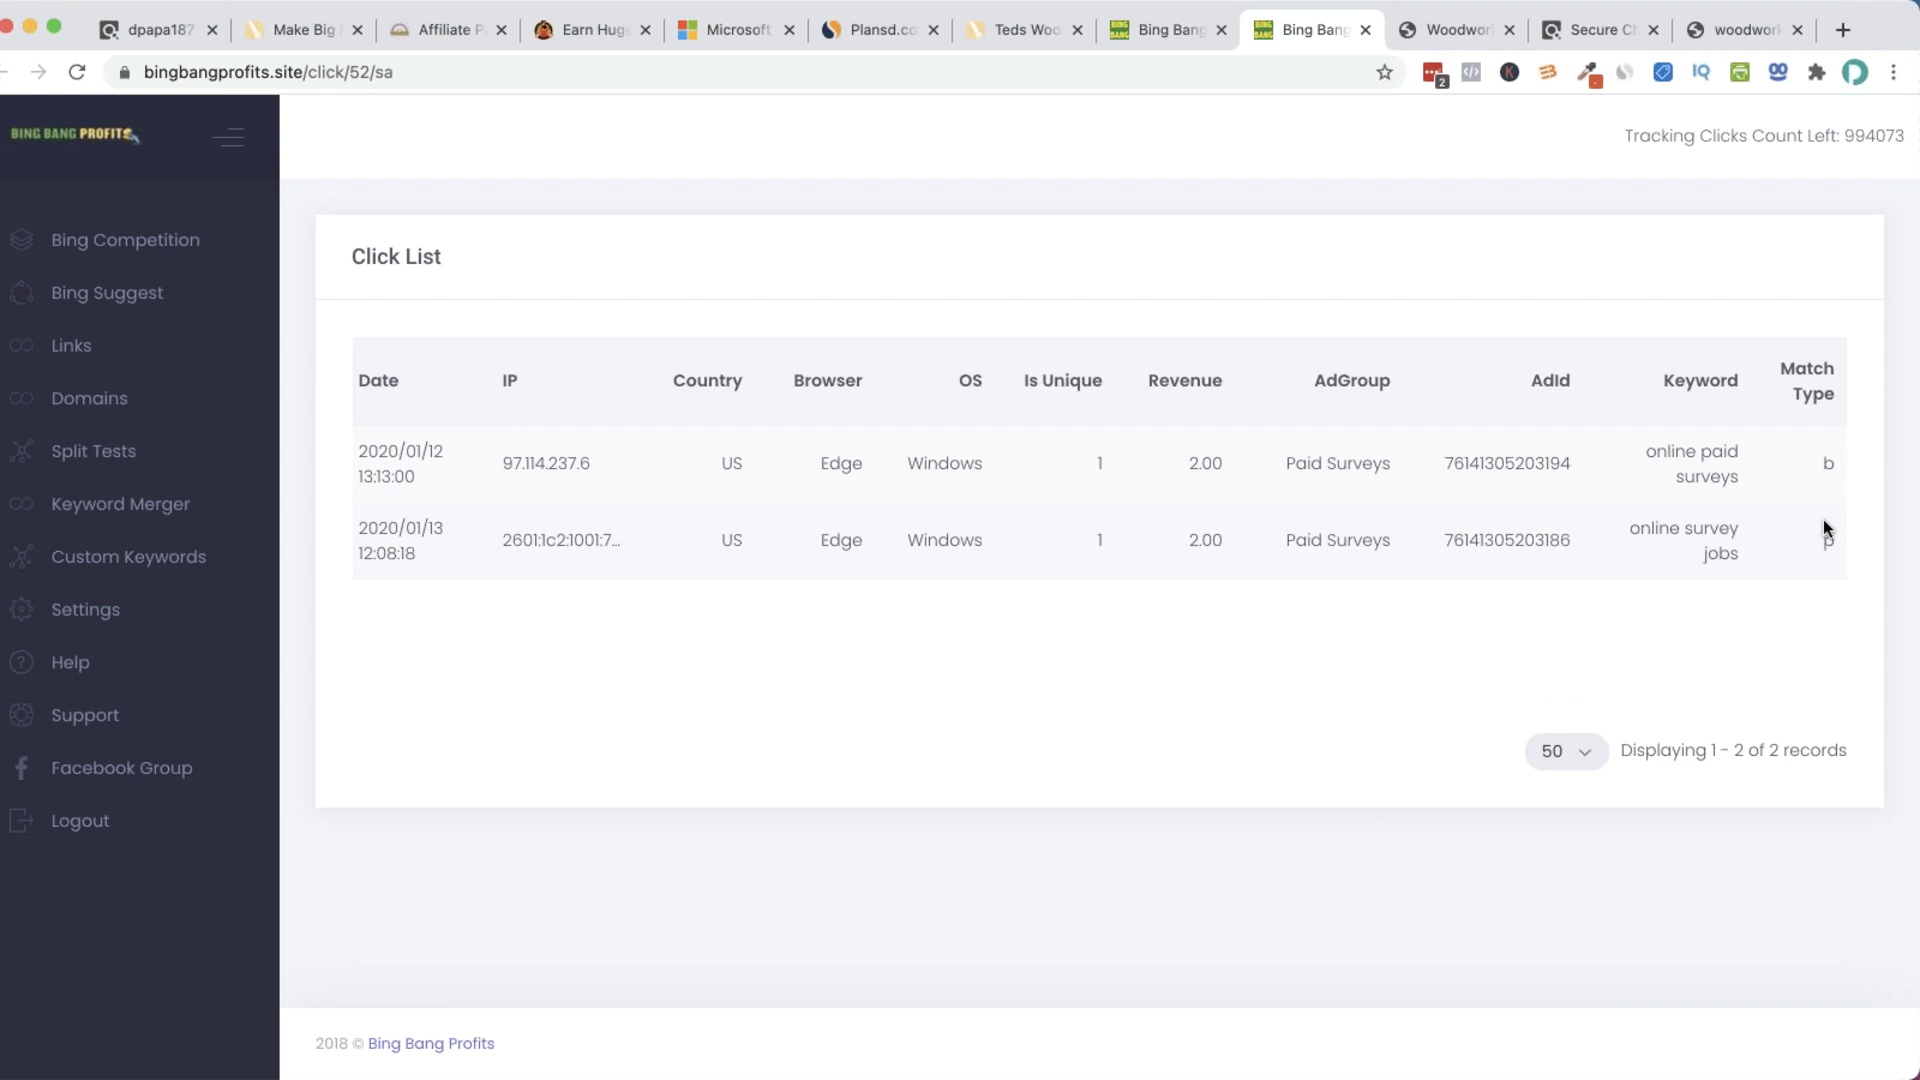 dpapa187
Make Big
Affiliate P
Earn Huge
Microsoft
Plansd.co
Teds Woo
Bing Bang
Bing Bang
Woodwor
Secure C
woodwork
bingbangprofits.site/click/52/sa
2
IQ
BING BANG PROFITS
Tracking Clicks Count Left: 994073
Bing Competition
Bing Suggest
Links
Domains
Split Tests
Keyword Merger
Custom Keywords
Settings
Help
Support
Facebook Group
Logout
Click List
Date IP Country Browser OS Is Unique Revenue AdGroup AdId Keyword Match Type
2020/01/12 13:13:00 97.114.237.6 US Edge Windows 1 2.00 Paid Surveys 76141305203194 online paid surveys b
2020/01/13 12:08:18 2601:1c2:1001:7... US Edge Windows 1 2.00 Paid Surveys 76141305203186 online survey jobs p
50 Displaying 1 - 2 of 2 records
2018 © Bing Bang Profits